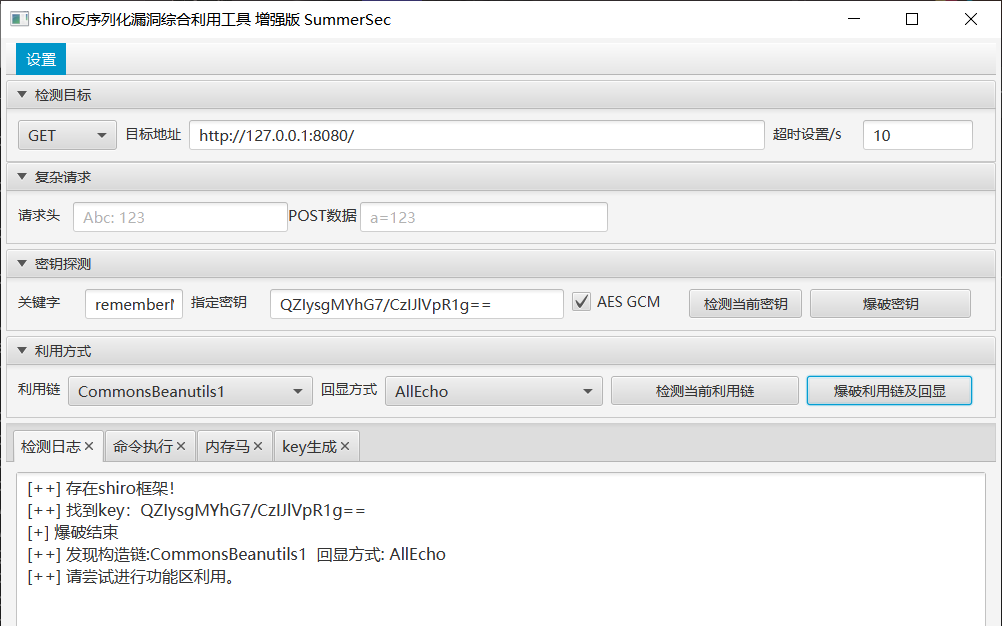 shiro反序列化漏洞综合利用工具 增强版 SummerSec
设置
检测目标
GET 目标地址 http://127.0.0.1:8080/ 超时设置/s 10
复杂请求
请求头 Abc: 123 POST数据 a=123
密钥探测
关键字 rememberM 指定密钥 QZIysgMYhG7/CzIJlVpR1g== AES GCM 检测当前密钥 爆破密钥
利用方式
利用链 CommonsBeanutils1 回显方式 AllEcho 检测当前利用链 爆破利用链及回显
检测日志 命令执行 内存马 key生成
[++] 存在shiro框架！
[++] 找到key：QZIysgMYhG7/CzIJlVpR1g==
[+] 爆破结束
[++] 发现构造链:CommonsBeanutils1 回显方式: AllEcho
[++] 请尝试进行功能区利用。